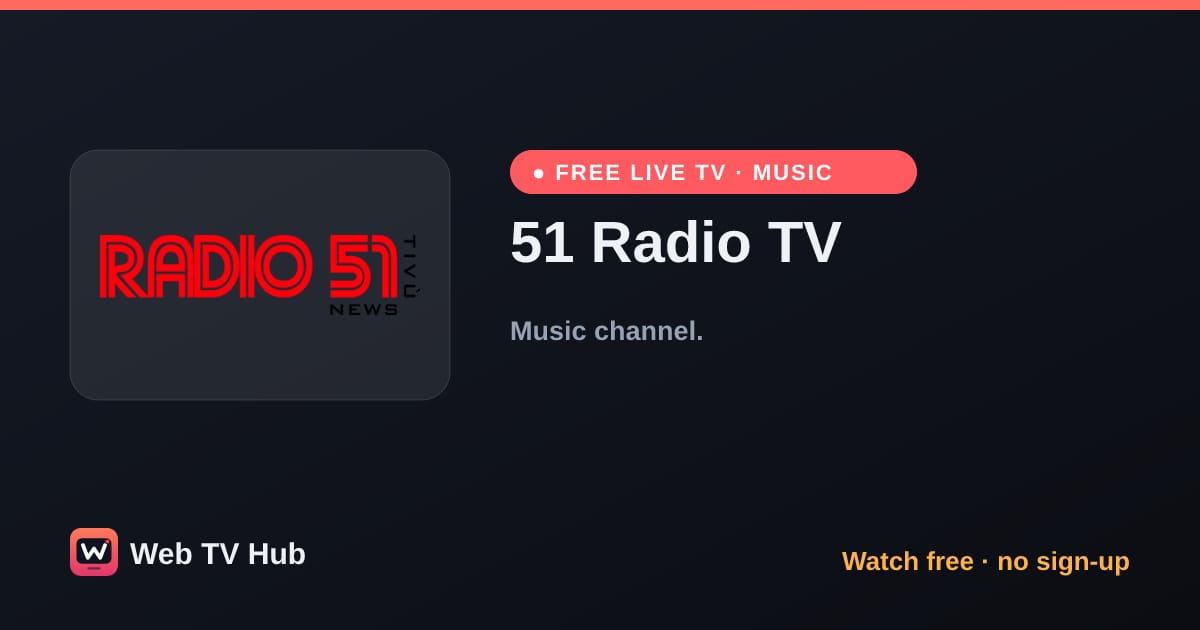 RADIO 51
TIVÙ
NEWS
• FREE LIVE TV · MUSIC
51 Radio TV
Music channel.
W
Web TV Hub
Watch free · no sign-up